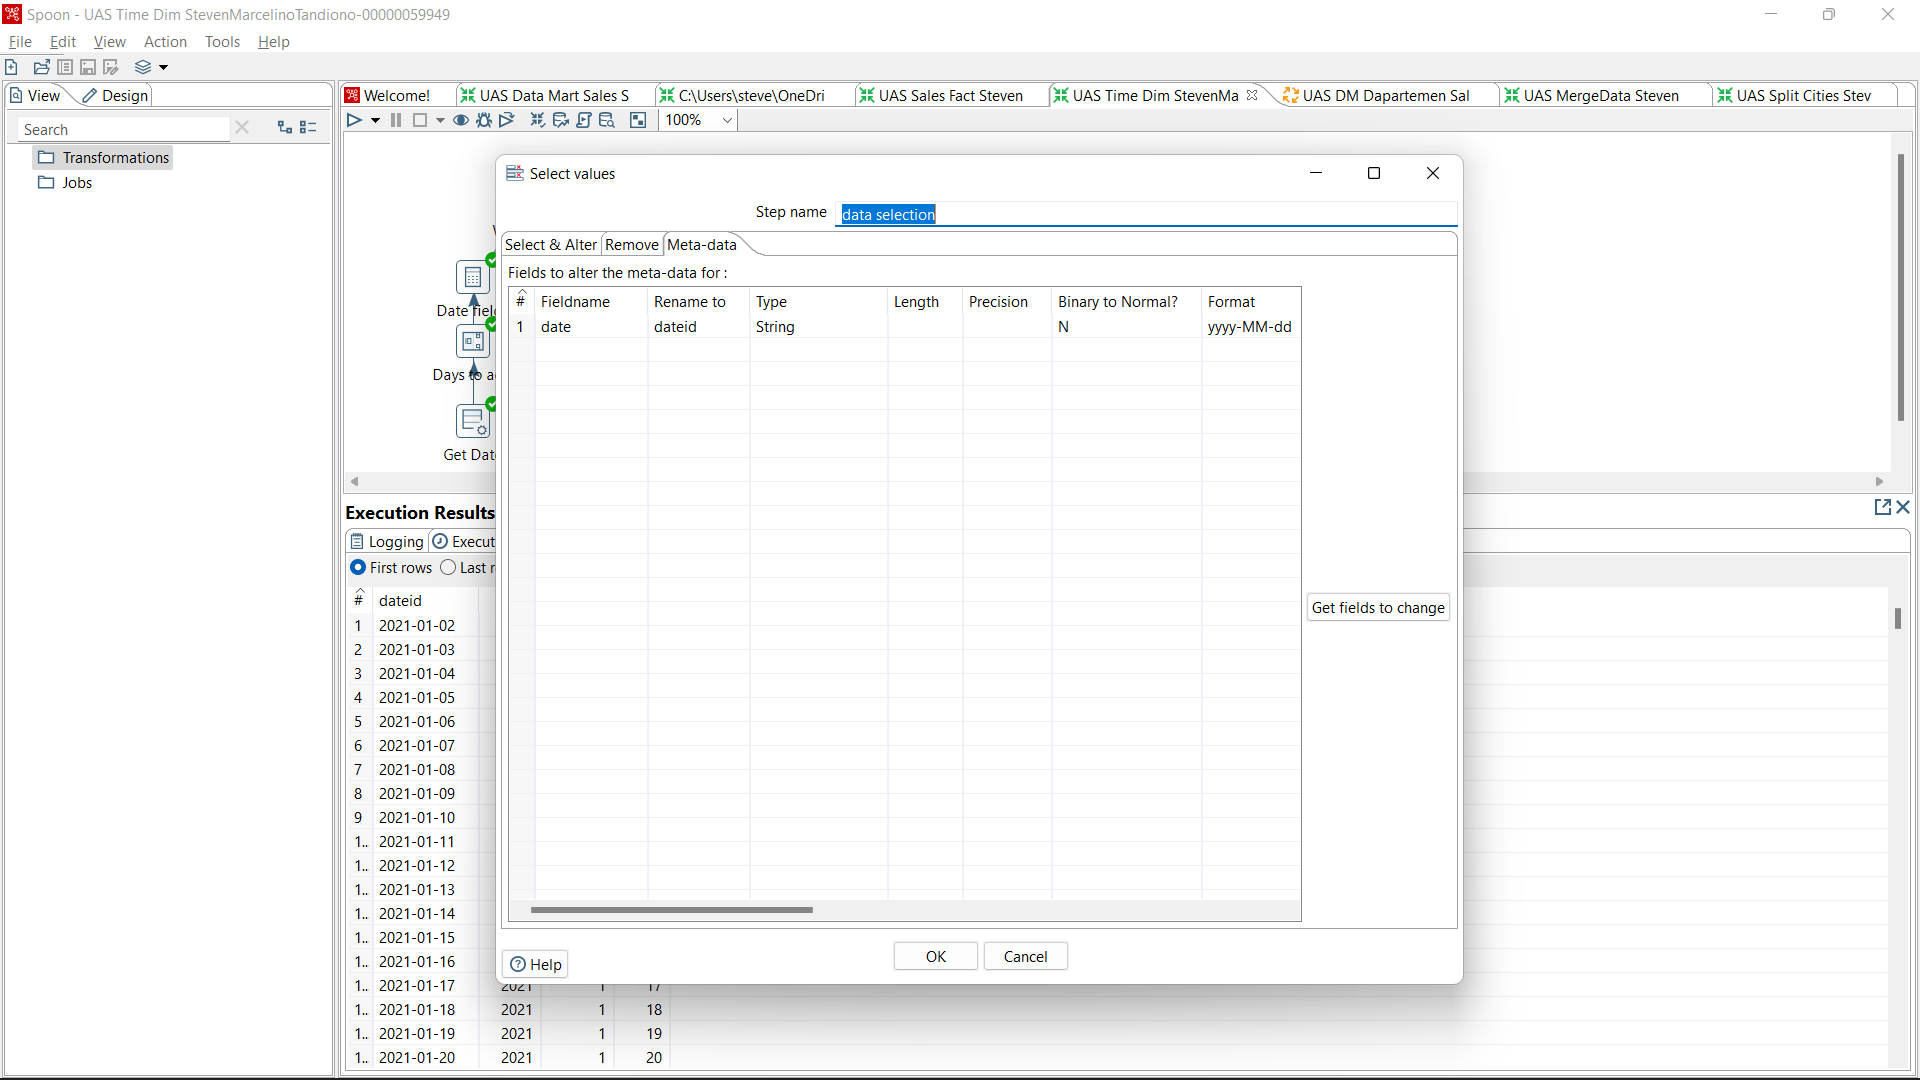 Spoon - UAS Time Dim StevenMarcelinoTandiono-00000059949
File Edit View Action Tools Help
View Design
Welcome! UAS Data Mart Sales S C:\Users\steve\OneDri UAS Sales Fact Steven UAS Time Dim StevenMa UAS DM Dapartemen Sal UAS MergeData Steven UAS Split Cities Stev
Search
100%
Transformations
Jobs
Select values
Step name data selection
Select & Alter Remove Meta-data
Fields to alter the meta-data for :
# Fieldname Rename to Type Length Precision Binary to Normal? Format
1 date dateid String N yyyy-MM-dd
Date fiel
Days to a
Get Dat
Get fields to change
OK Cancel
Help
Execution Results
Logging Execut
First rows Last r
# dateid
1 2021-01-02
2 2021-01-03
3 2021-01-04
4 2021-01-05
5 2021-01-06
6 2021-01-07
7 2021-01-08
8 2021-01-09
9 2021-01-10
1.. 2021-01-11
1.. 2021-01-12
1.. 2021-01-13
1.. 2021-01-14
1.. 2021-01-15
1.. 2021-01-16
1.. 2021-01-17 2021 1 17
1.. 2021-01-18 2021 1 18
1.. 2021-01-19 2021 1 19
1.. 2021-01-20 2021 1 20